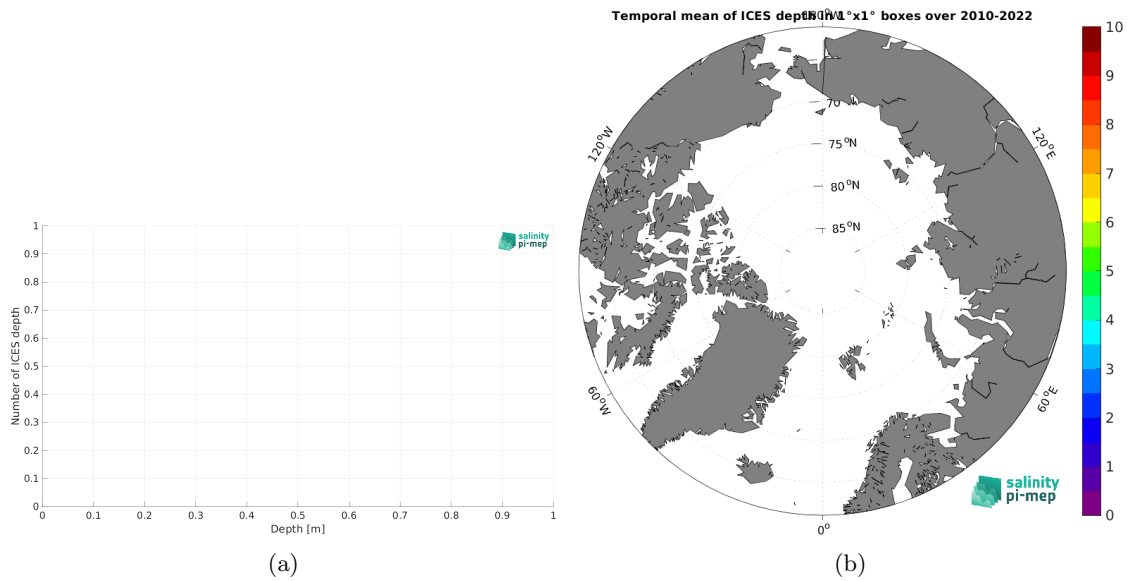 Temporal mean of ICES depth in 1°x1° boxes over 2010-2022
180°W
120°W
120°E
60°W
60°E
0°
70
75°N
80°N
85°N
10
9
8
7
6
5
4
3
2
1
0
salinity
pi-mep
1
0.9
0.8
0.7
0.6
0.5
0.4
0.3
0.2
0.1
0
Number of ICES depth
0 0.1 0.2 0.3 0.4 0.5 0.6 0.7 0.8 0.9 1
Depth [m]
salinity
pi-mep
(a)
(b)